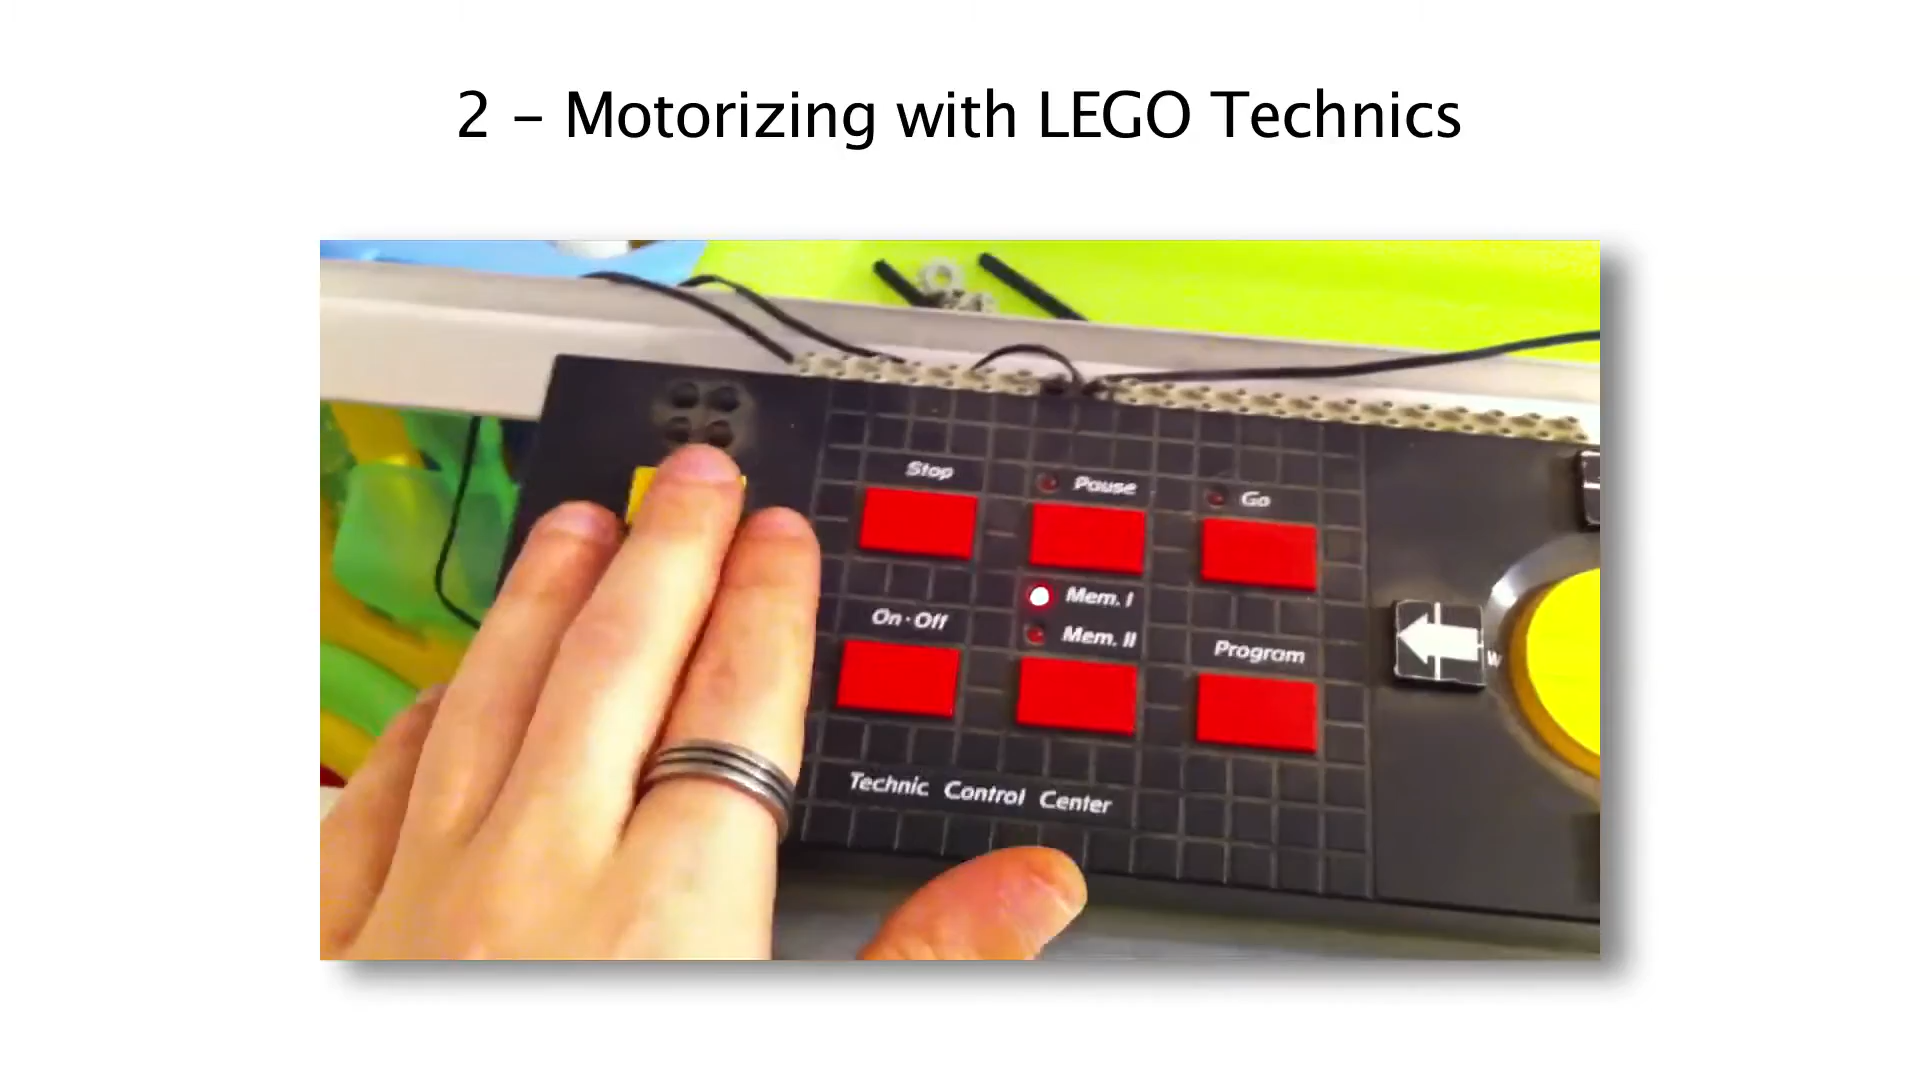 2 – Motorizing with LEGO Technics
Stop
Pause
Go
Mem. I
Mem. II
On·Off
Program
W
Technic Control Center